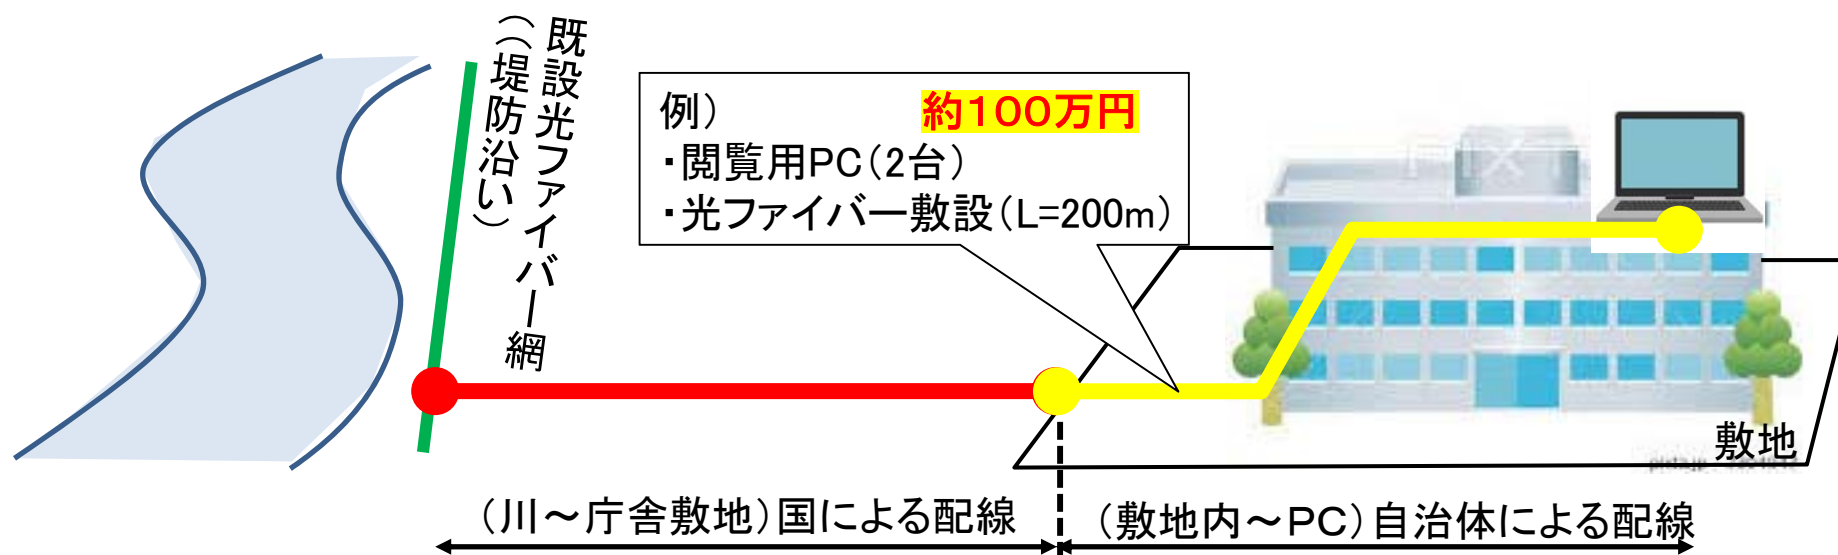 既設光ファイバー網
（（堤防沿い）
例）　約１００万円
・閲覧用PC（2台）
・光ファイバー敷設（L=200m）
敷地
（川～庁舎敷地）国による配線
（敷地内～PC）自治体による配線